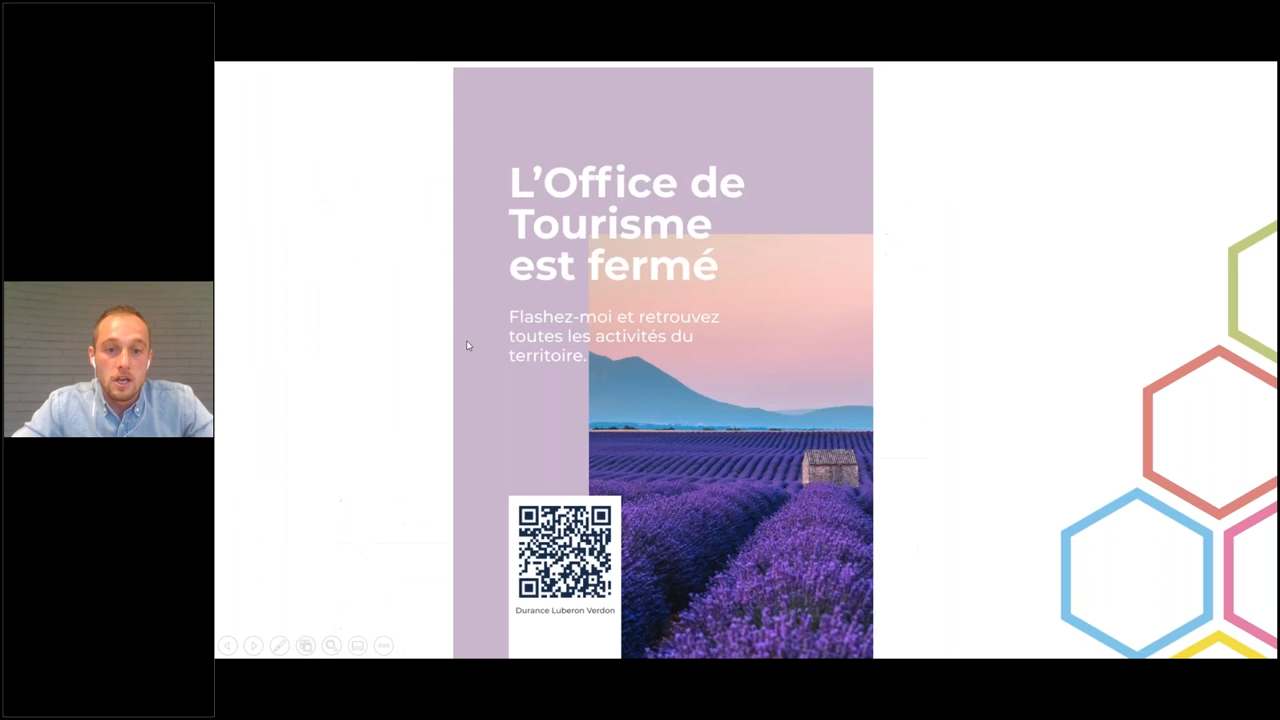 L’Office de
Tourisme
est fermé
Flashez-moi et retrouvez
toutes les activités du
territoire.
Durance Luberon Verdon